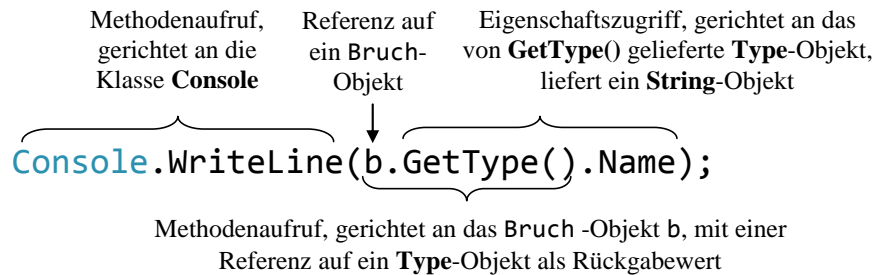 Methodenaufruf,
gerichtet an die
Klasse Console
Referenz auf
ein Bruch-
Objekt
Eigenschaftszugriff, gerichtet an das
von GetType() gelieferte Type-Objekt,
liefert ein String-Objekt
Console.WriteLine(b.GetType().Name);
Methodenaufruf, gerichtet an das Bruch -Objekt b, mit einer
Referenz auf ein Type-Objekt als Rückgabewert